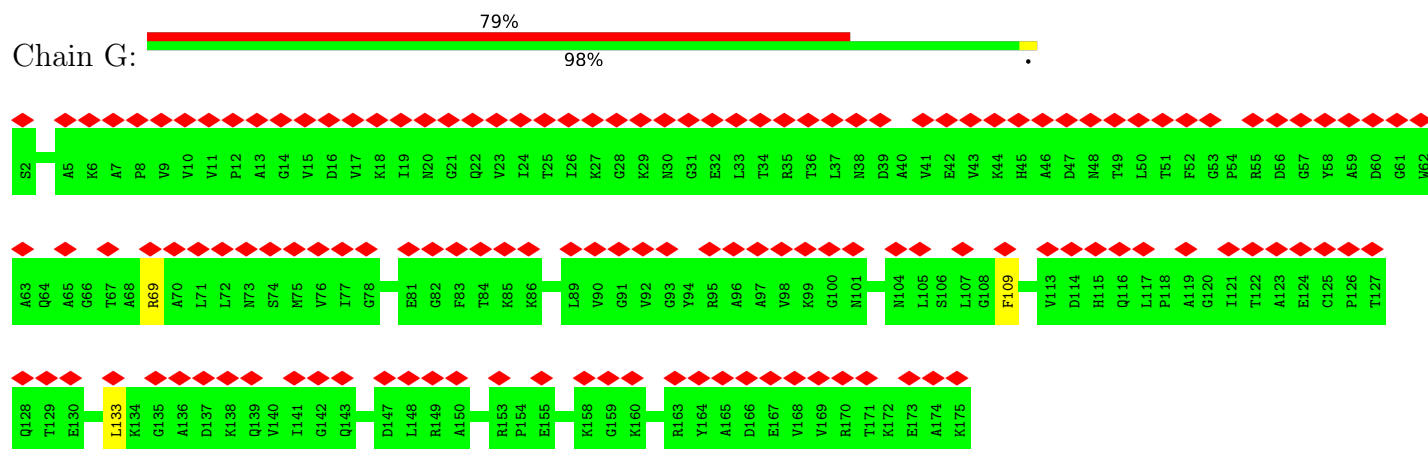 79%
Chain G:
98%
•
S2 A5 K6 A7 P8 V9 V10 V11 P12 A13 G14 V15 D16 V17 K18 I19 N20 G21 Q22 V23 I24 T25 I26 K27 G28 K29 N30 G31 E32 L33 T34 R35 T36 L37 N38 D39 A40 V41 E42 V43 K44 H45 A46 D47 N48 T49 L50 T51 F52 G53 P54 R55 D56 G57 Y58 A59 D60 G61 W62
A63 Q64 A65 G66 T67 A68 R69 A70 L71 L72 N73 S74 M75 V76 I77 G78 E81 G82 F83 T84 K85 K86 L89 V90 G91 V92 G93 Y94 R95 A96 A97 V98 K99 G100 N101 N104 L105 S106 L107 G108 F109 V113 D114 H115 Q116 L117 P118 A119 G120 I121 T122 A123 E124 C125 P126 T127
Q128 T129 E130 L133 K134 G135 A136 D137 K138 Q139 V140 I141 G142 Q143 D147 L148 R149 A150 R153 P154 E155 K158 G159 K160 R163 Y164 A165 D166 E167 V168 V169 R170 T171 K172 E173 A174 K175